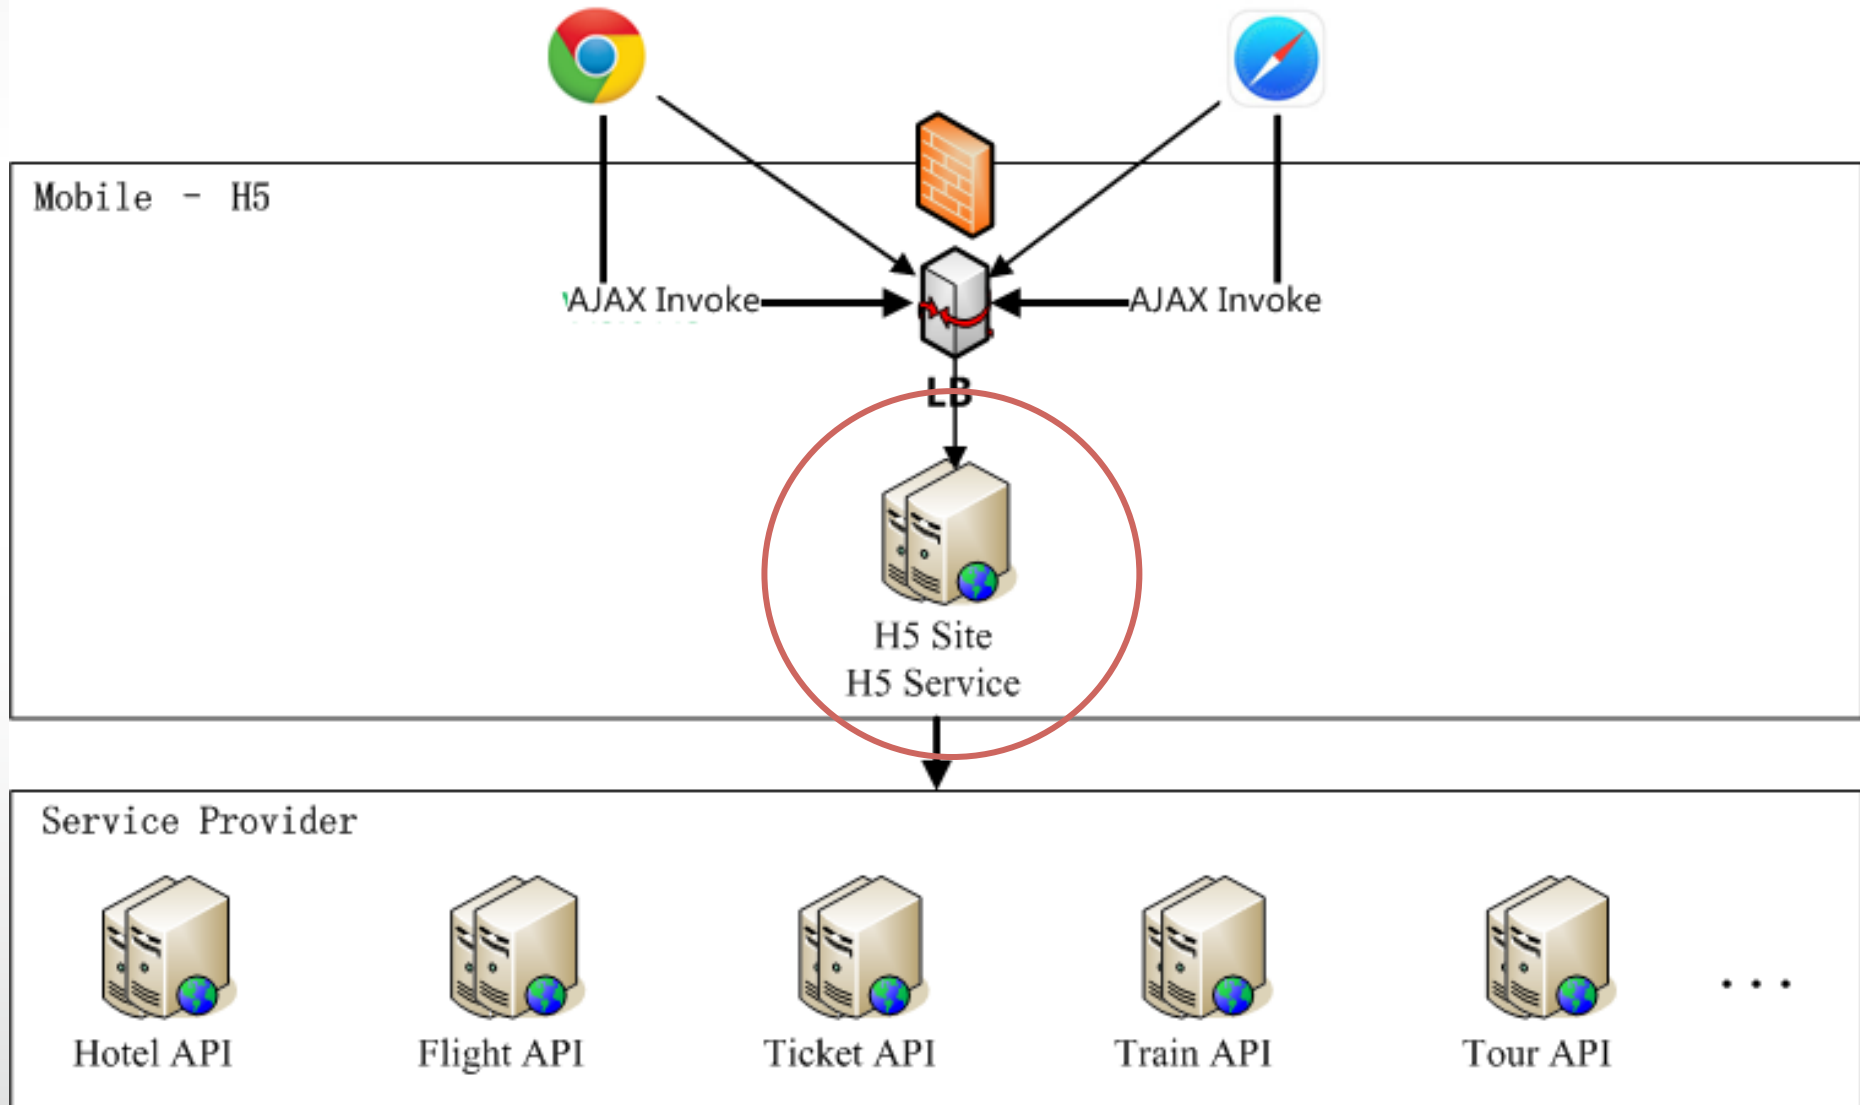 Mobile - H5
AJAX Invoke
AJAX Invoke
LB
H5 Site
H5 Service
Service Provider
Hotel API
Flight API
Ticket API
Train API
Tour API
...